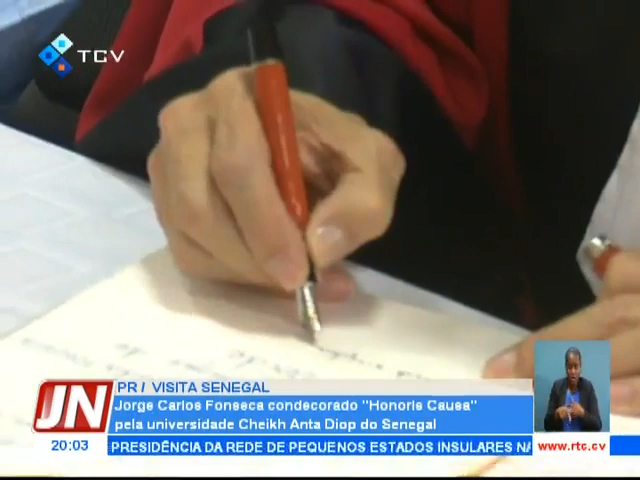 TCV
JN
PR / VISITA SENEGAL
Jorge Carlos Fonseca condecorado "Honoris Causa"
pela universidade Cheikh Anta Diop do Senegal
20:03
PRESIDÊNCIA DA REDE DE PEQUENOS ESTADOS INSULARES NA
www.rtc.cv